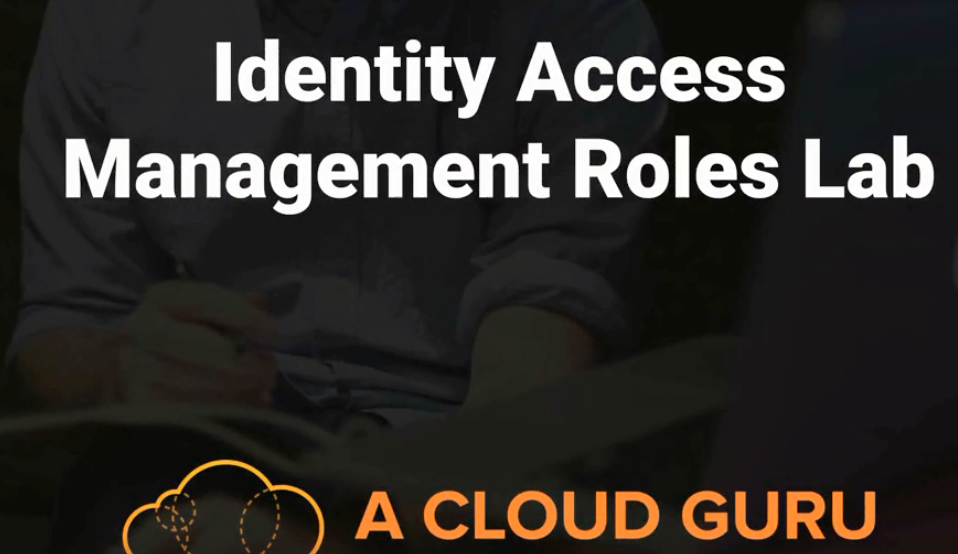 Identity Access
Management Roles Lab
A CLOUD GURU